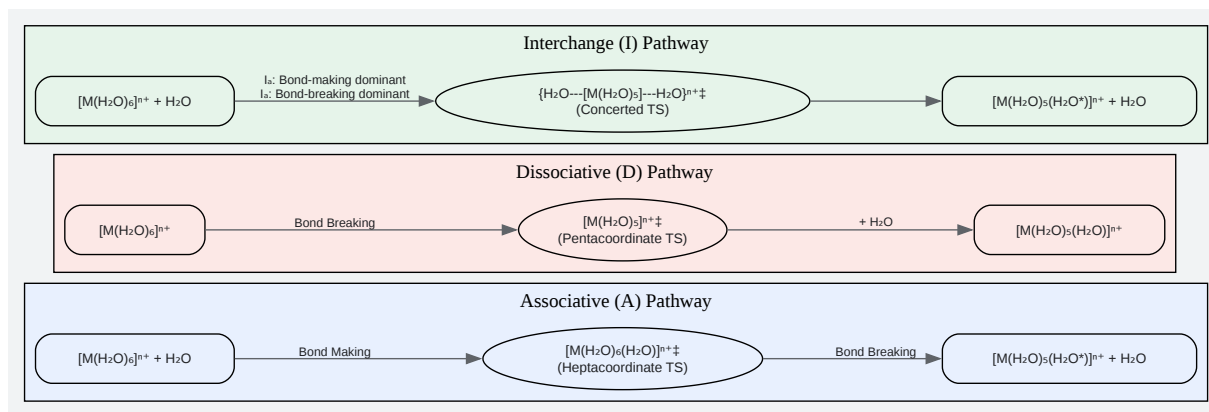 Interchange (I) Pathway
[M(H₂O)₆]ⁿ⁺ + H₂O
Iₐ: Bond-making dominant
Iₐ: Bond-breaking dominant
{H₂O---[M(H₂O)₅]---H₂O}ⁿ⁺‡
(Concerted TS)
[M(H₂O)₅(H₂O*)]ⁿ⁺ + H₂O
Dissociative (D) Pathway
[M(H₂O)₆]ⁿ⁺
Bond Breaking
[M(H₂O)₅]ⁿ⁺‡
(Pentacoordinate TS)
+ H₂O
[M(H₂O)₅(H₂O)]ⁿ⁺
Associative (A) Pathway
[M(H₂O)₆]ⁿ⁺ + H₂O
Bond Making
[M(H₂O)₆(H₂O)]ⁿ⁺‡
(Heptacoordinate TS)
Bond Breaking
[M(H₂O)₅(H₂O*)]ⁿ⁺ + H₂O